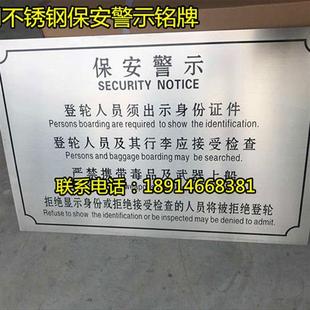 不锈钢保安警示铭牌
保安警示
SECURITY NOTICE
登轮人员须出示身份证件
Persons boarding are required to show the identification.
登轮人员及其行李应接受检查
Persons and baggage boarding may be searched.
严禁携带毒品及武器上船
联系电话：18914668381
拒绝显示身份或拒绝接受检查的人员将被拒绝登轮
Refuse to show the identification or be inspected may be denied to admit.